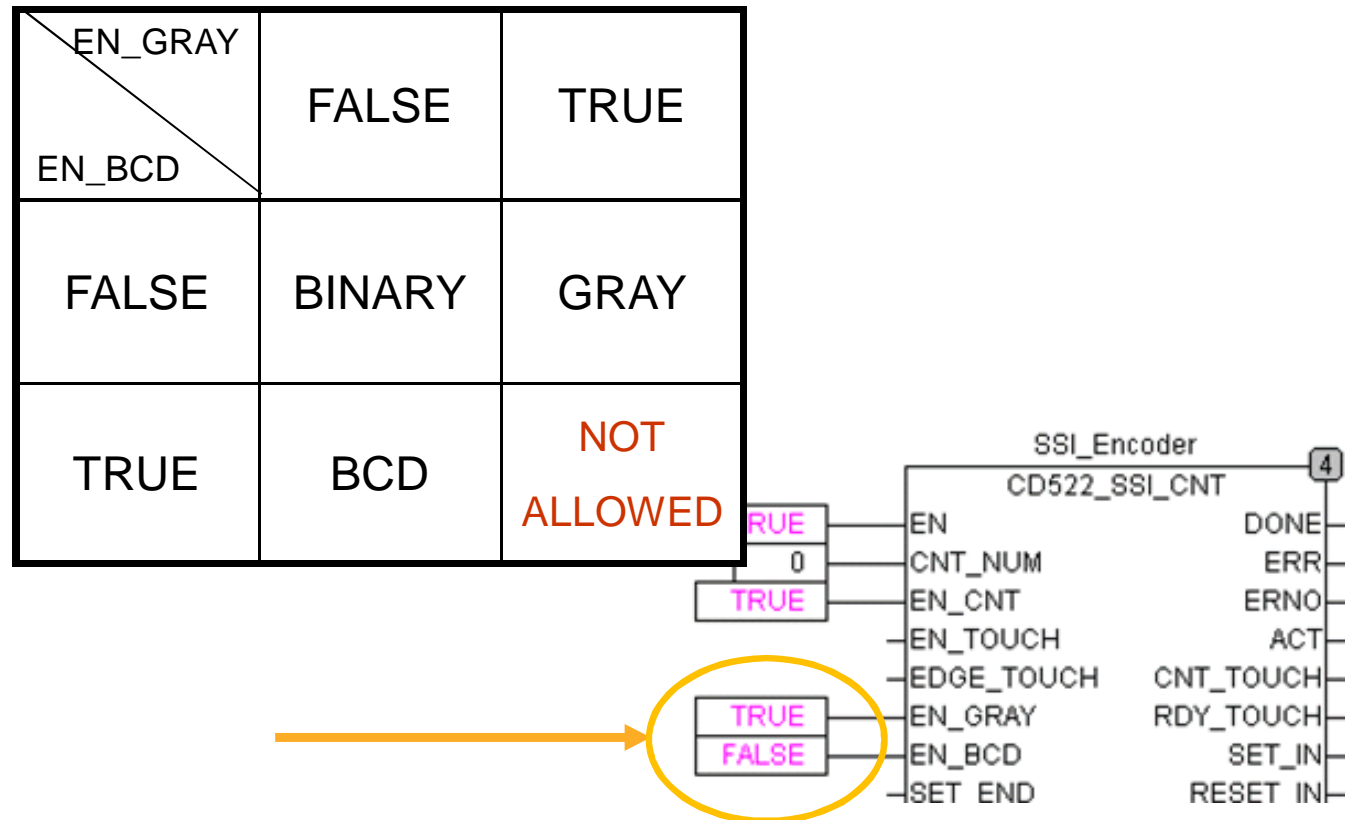 EN_GRAY
EN_BCD
FALSE TRUE
FALSE BINARY GRAY
TRUE BCD NOT
ALLOWED
SSI_Encoder
4
CD522_SSI_CNT
RUE EN DONE
0 CNT_NUM ERR
TRUE EN_CNT ERNO
EN_TOUCH ACT
EDGE_TOUCH CNT_TOUCH
TRUE EN_GRAY RDY_TOUCH
FALSE EN_BCD SET_IN
SET_END RESET_IN